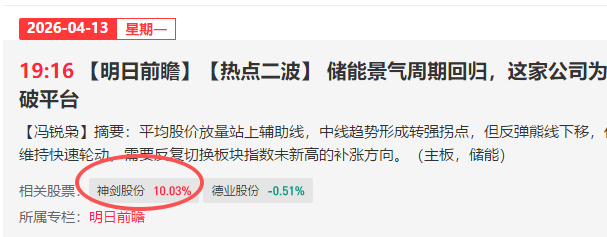 2026-04-13 星期一
19:16 【明日前瞻】【热点二波】 储能景气周期回归，这家公司为
破平台
【冯锐枭】摘要：平均股价放量站上辅助线，中线趋势形成转强拐点，但反弹熊线下移，
维持快速轮动，需要反复切换板块指数未新高的补涨方向。（主板，储能）
相关股票： 神剑股份 10.03% 德业股份 -0.51%
所属专栏：明日前瞻